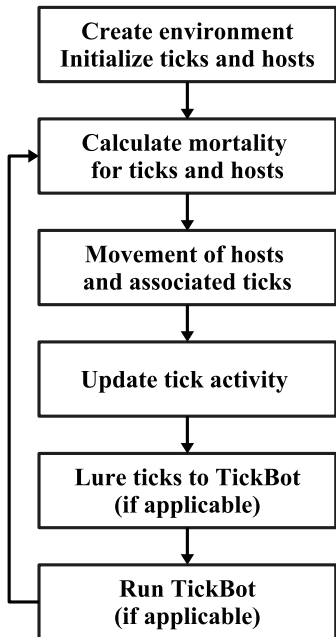 Create environment
Initialize ticks and hosts
Calculate mortality
for ticks and hosts
Movement of hosts
and associated ticks
Update tick activity
Lure ticks to TickBot
(if applicable)
Run TickBot
(if applicable)